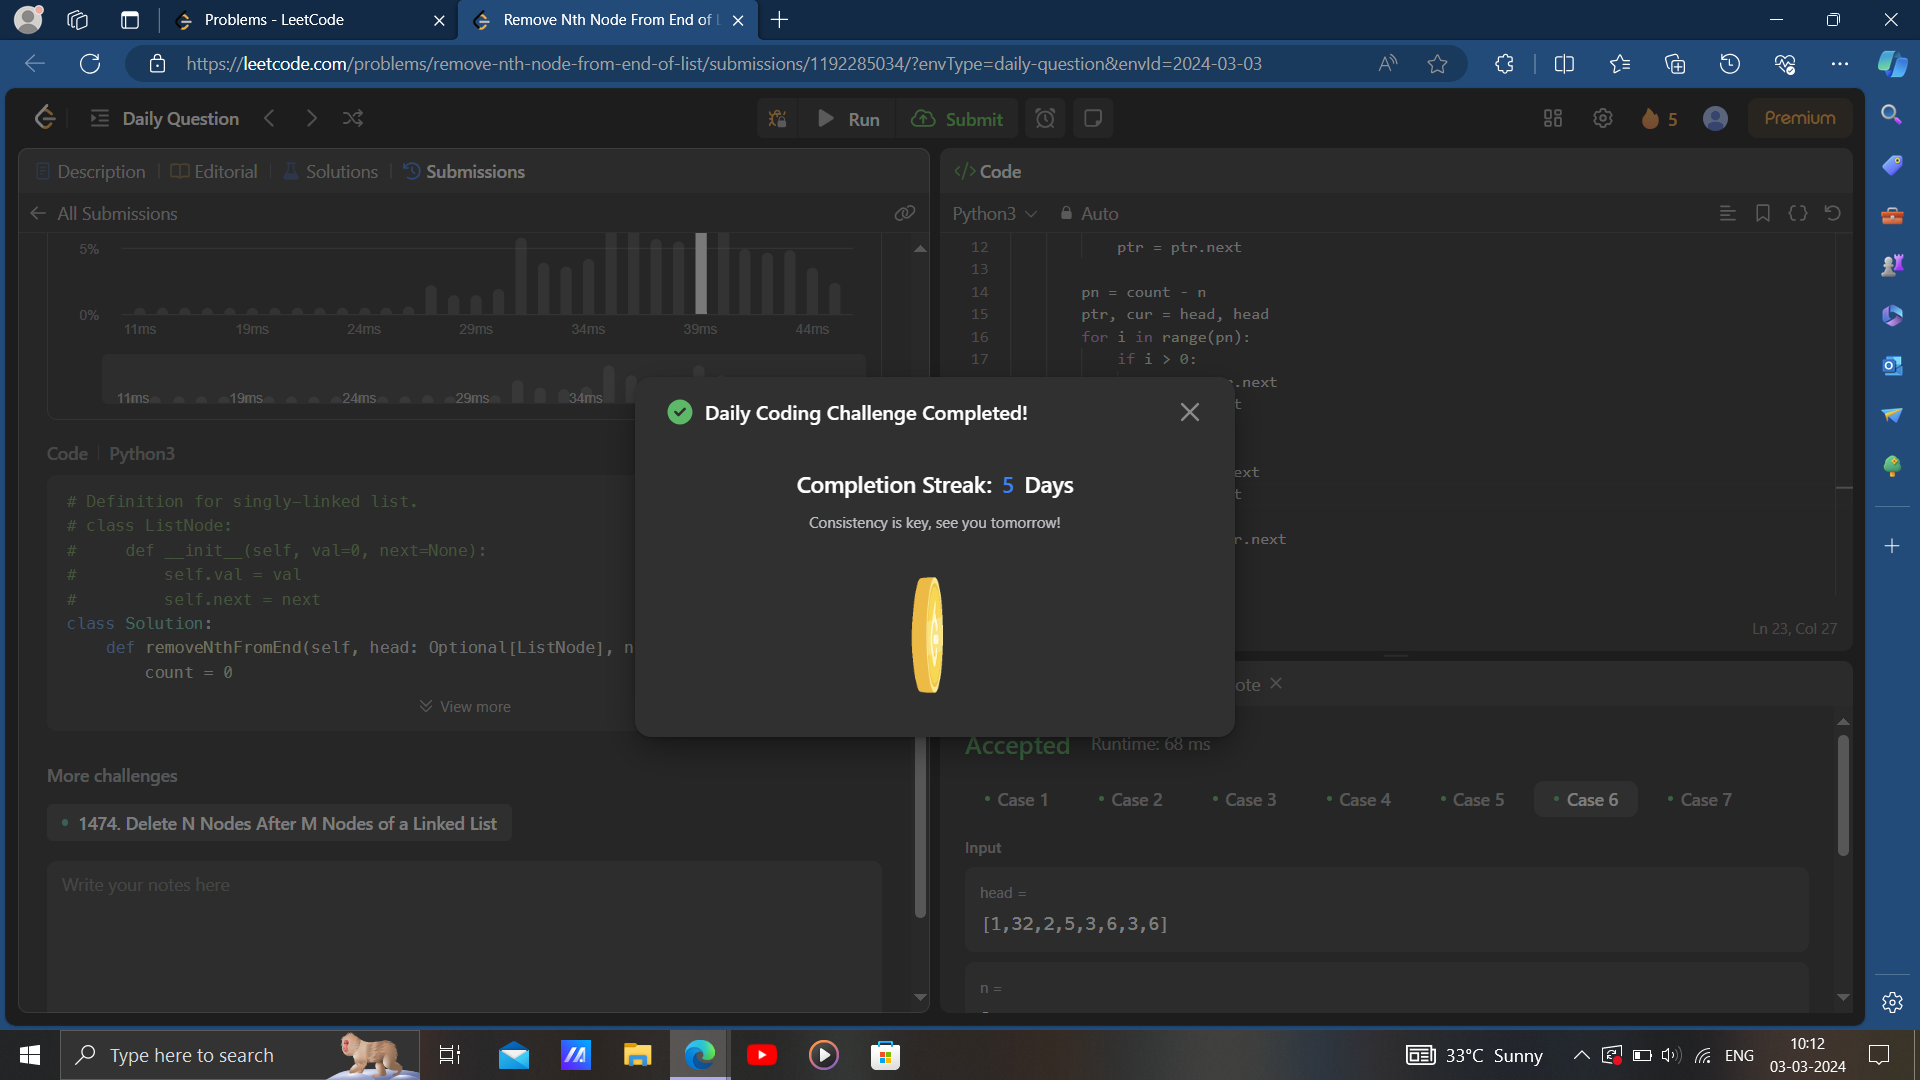 Problems - LeetCode
Remove Nth Node From End of L
https://leetcode.com/problems/remove-nth-node-from-end-of-list/submissions/1192285034/?envType=daily-question&envId=2024-03-03
Daily Question
Run
Submit
5
Premium
Description
Editorial
Solutions
Submissions
All Submissions
5%
0%
11ms 19ms 24ms 29ms 34ms 39ms 44ms
11ms 19ms 24ms 29ms 34ms
Code
Python3
# Definition for singly-linked list.
# class ListNode:
#     def __init__(self, val=0, next=None):
#         self.val = val
#         self.next = next
class Solution:
    def removeNthFromEnd(self, head: Optional[ListNode], n
        count = 0
View more
More challenges
1474. Delete N Nodes After M Nodes of a Linked List
Write your notes here
</> Code
Python3
Auto
12 ptr = ptr.next
13
14 pn = count - n
15 ptr, cur = head, head
16 for i in range(pn):
17 if i > 0:
.next
t
ext
t
r.next
Ln 23, Col 27
Daily Coding Challenge Completed!
Completion Streak: 5 Days
Consistency is key, see you tomorrow!
ote
Accepted
Runtime: 68 ms
Case 1
Case 2
Case 3
Case 4
Case 5
Case 6
Case 7
Input
head =
[1,32,2,5,3,6,3,6]
n =
Type here to search
33°C Sunny
ENG
10:12
03-03-2024